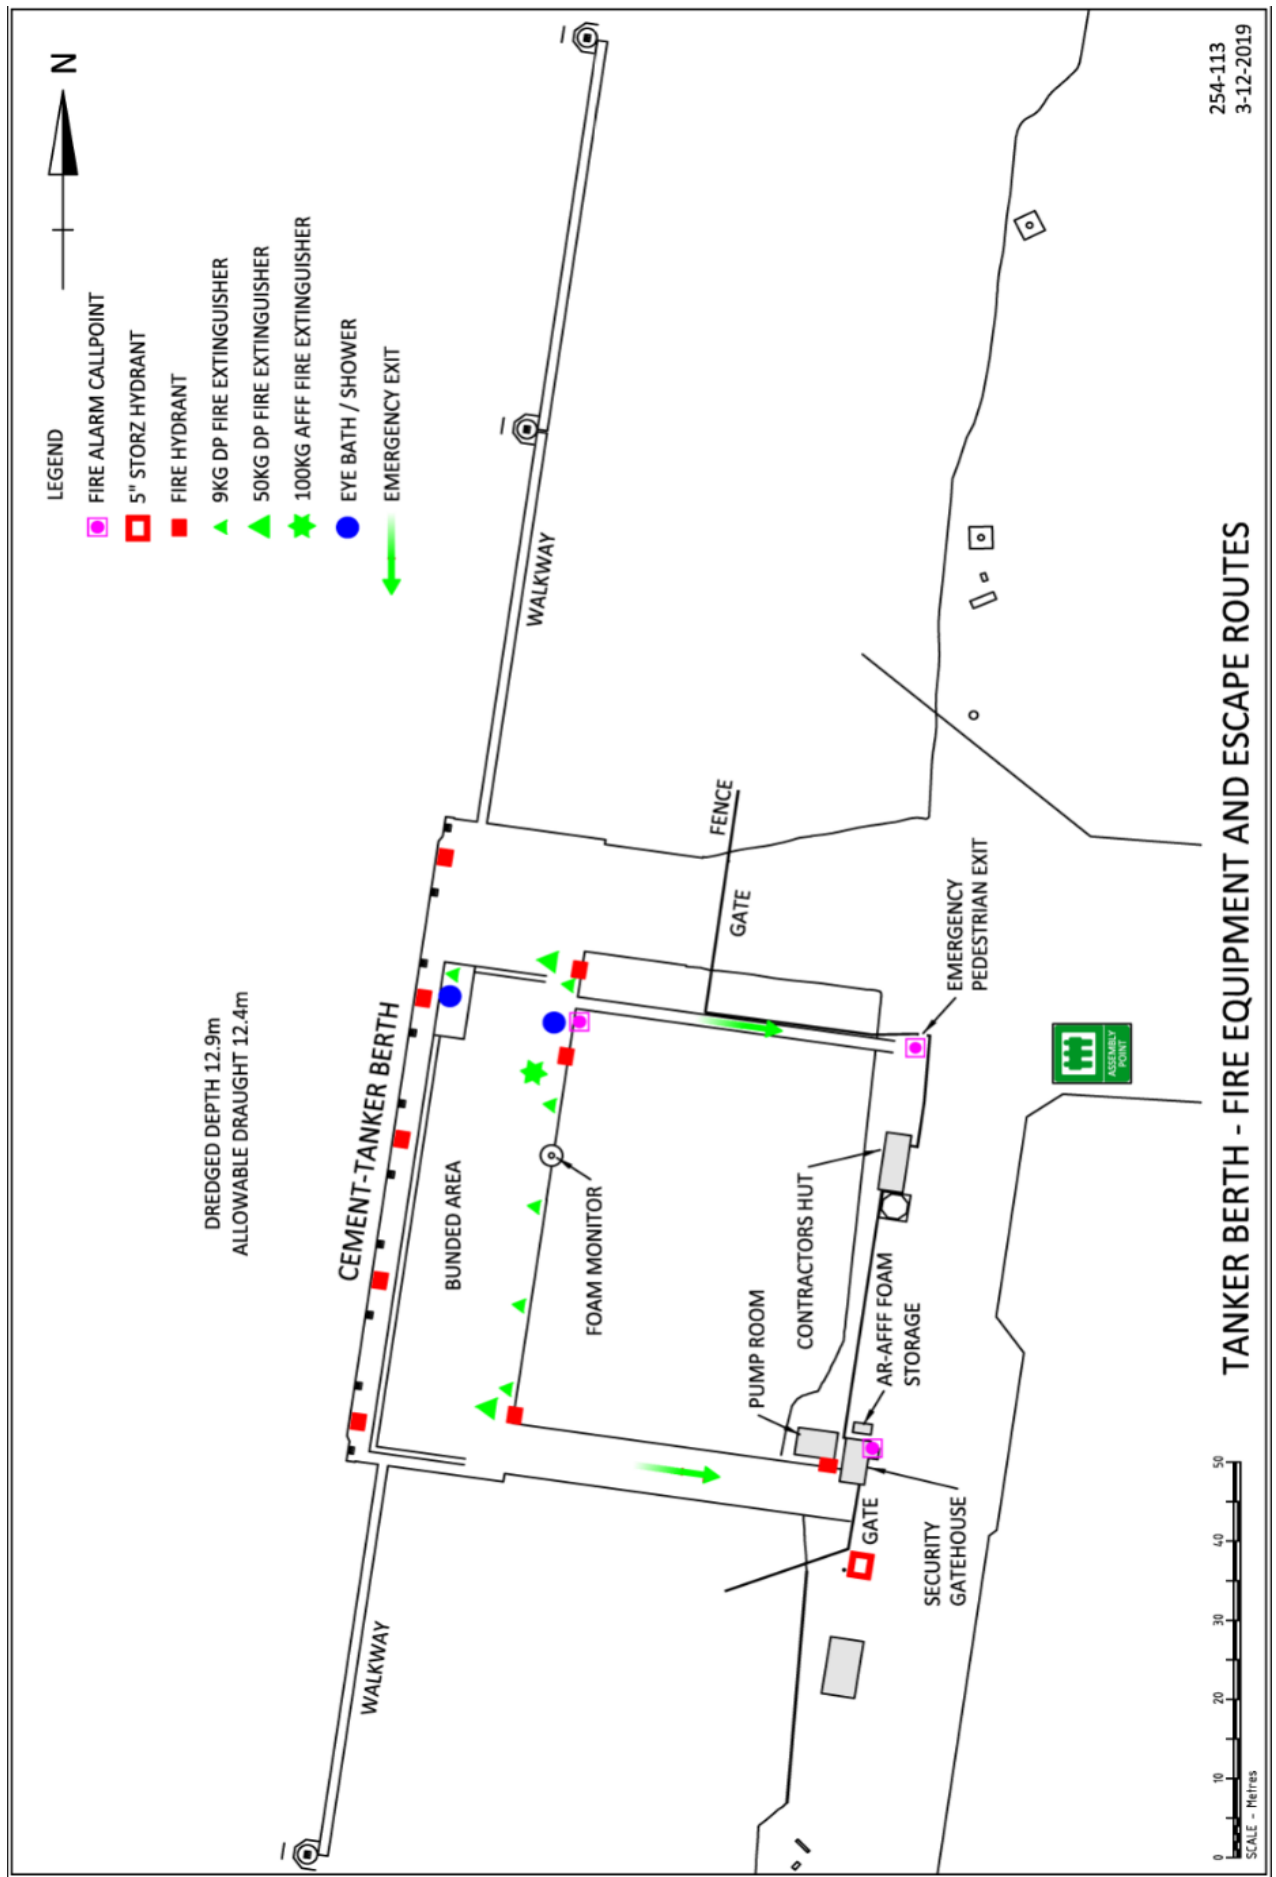 N
LEGEND
FIRE ALARM CALLPOINT
5" STORZ HYDRANT
FIRE HYDRANT
9KG DP FIRE EXTINGUISHER
50KG DP FIRE EXTINGUISHER
100KG AFFF FIRE EXTINGUISHER
EYE BATH / SHOWER
EMERGENCY EXIT
DREDGED DEPTH 12.9m
ALLOWABLE DRAUGHT 12.4m
WALKWAY
CEMENT-TANKER BERTH
WALKWAY
BUNDED AREA
FOAM MONITOR
FENCE
GATE
PUMP ROOM
CONTRACTORS HUT
AR-AFFF FOAM
STORAGE
EMERGENCY
PEDESTRIAN EXIT
GATE
SECURITY
GATEHOUSE
ASSEMBLY
POINT
TANKER BERTH - FIRE EQUIPMENT AND ESCAPE ROUTES
0 10 20 30 40 50
SCALE - Metres
254-113
3-12-2019